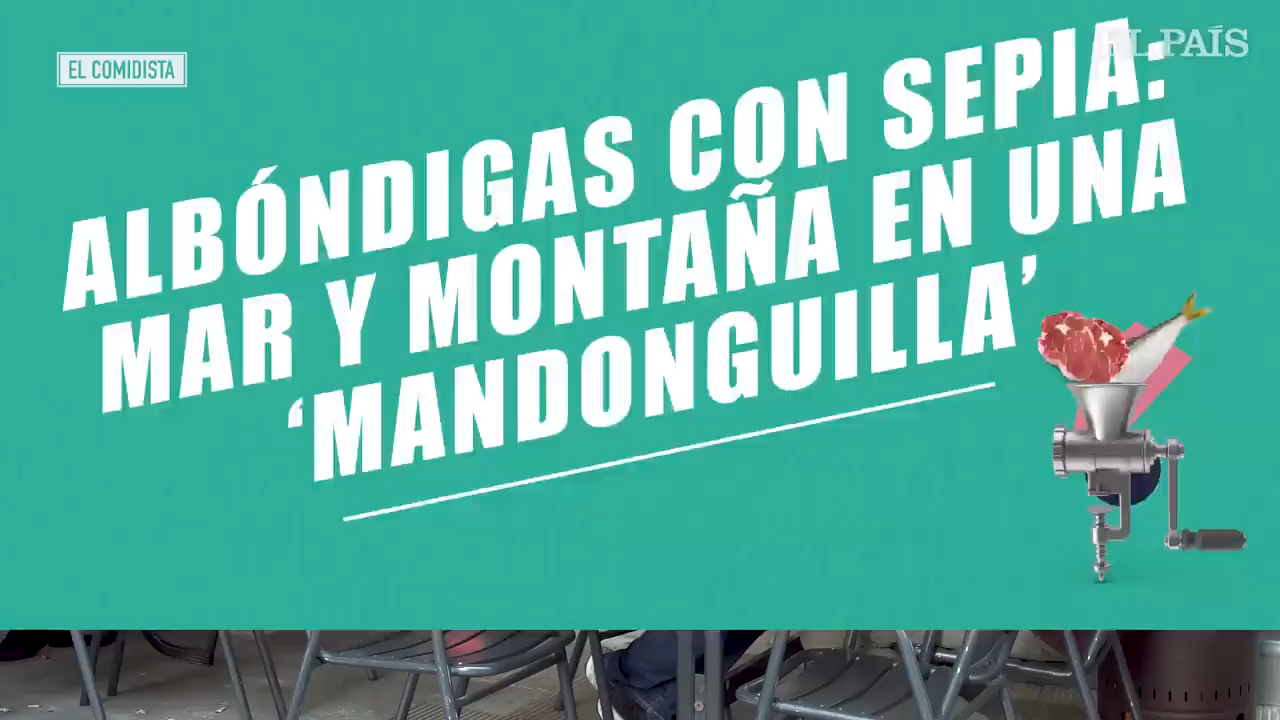 EL COMIDISTA
EL PAÍS
ALBÓNDIGAS CON SEPIA:
MAR Y MONTAÑA EN UNA
‘MANDONGUILLA’